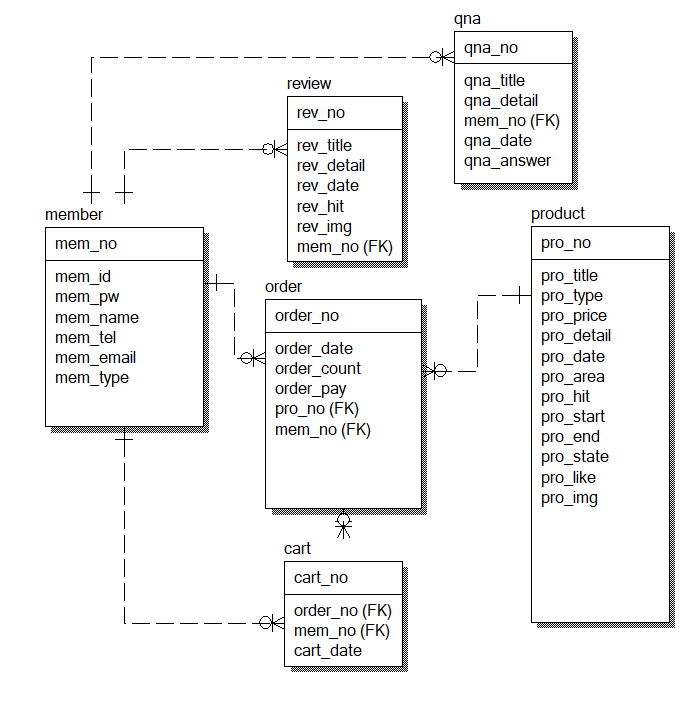 qna
qna_no
qna_title
qna_detail
mem_no (FK)
qna_date
qna_answer
review
rev_no
rev_title
rev_detail
rev_date
rev_hit
rev_img
mem_no (FK)
member
mem_no
mem_id
mem_pw
mem_name
mem_tel
mem_email
mem_type
product
pro_no
pro_title
pro_type
pro_price
pro_detail
pro_date
pro_area
pro_hit
pro_start
pro_end
pro_state
pro_like
pro_img
order
order_no
order_date
order_count
order_pay
pro_no (FK)
mem_no (FK)
cart
cart_no
order_no (FK)
mem_no (FK)
cart_date